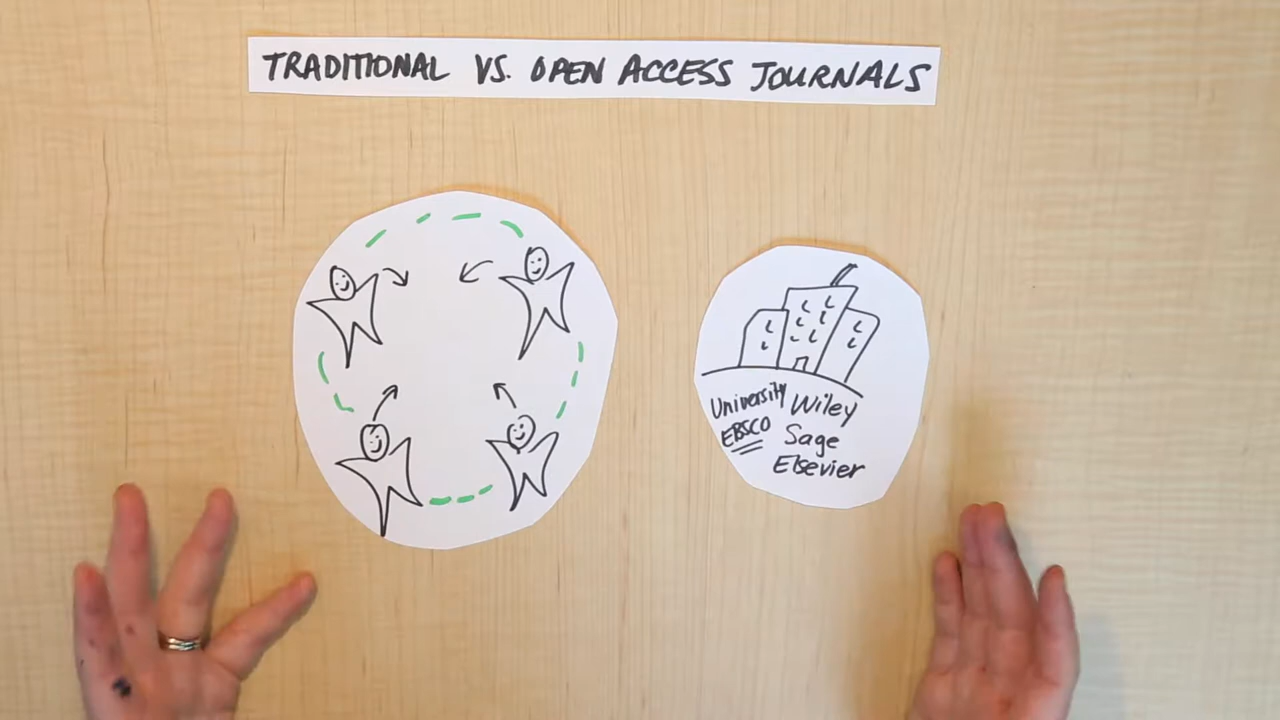 TRADITIONAL VS. OPEN ACCESS JOURNALS
University Wiley
EBSCO Sage
Elsevier